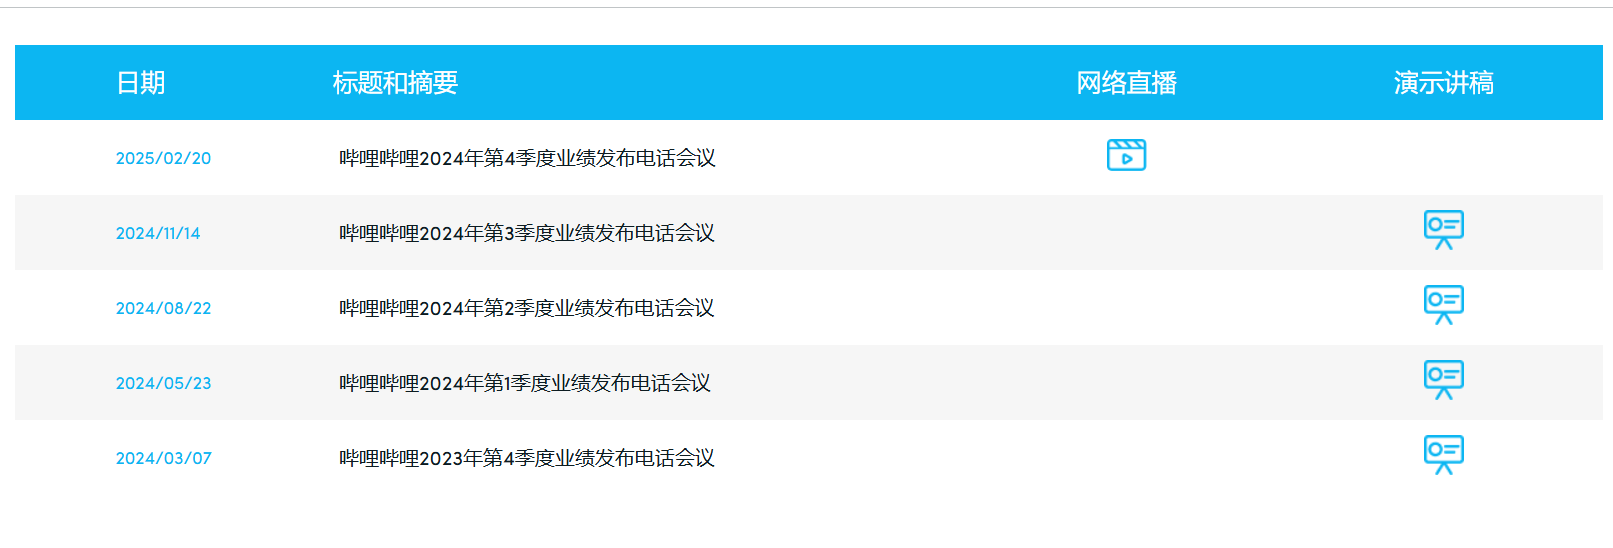 日期 标题和摘要 网络直播 演示讲稿
2025/02/20 哔哩哔哩2024年第4季度业绩发布电话会议
2024/11/14 哔哩哔哩2024年第3季度业绩发布电话会议
2024/08/22 哔哩哔哩2024年第2季度业绩发布电话会议
2024/05/23 哔哩哔哩2024年第1季度业绩发布电话会议
2024/03/07 哔哩哔哩2023年第4季度业绩发布电话会议